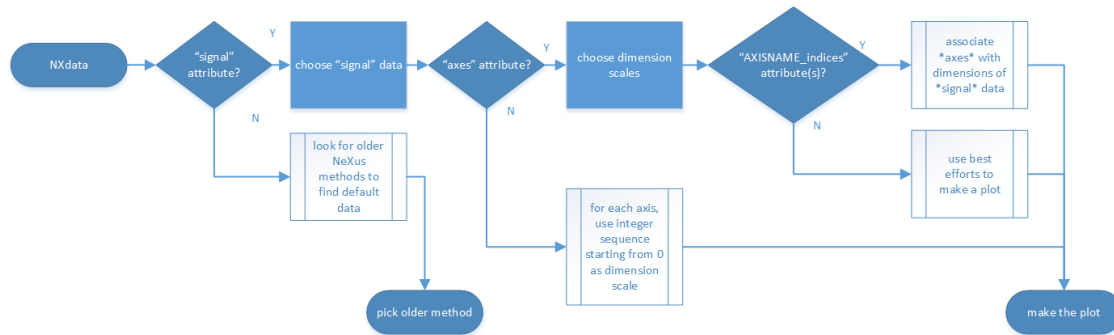 NXdata
"signal"
attribute?
Y
N
choose "signal" data
look for older
NeXus
methods to
find default
data
pick older method
"axes" attribute?
Y
N
choose dimension
scales
for each axis,
use integer
sequence
starting from 0
as dimension
scale
"AXISNAME_indices"
attribute(s)?
Y
N
associate
*axes* with
dimensions of
*signal* data
use best
efforts to
make a plot
make the plot